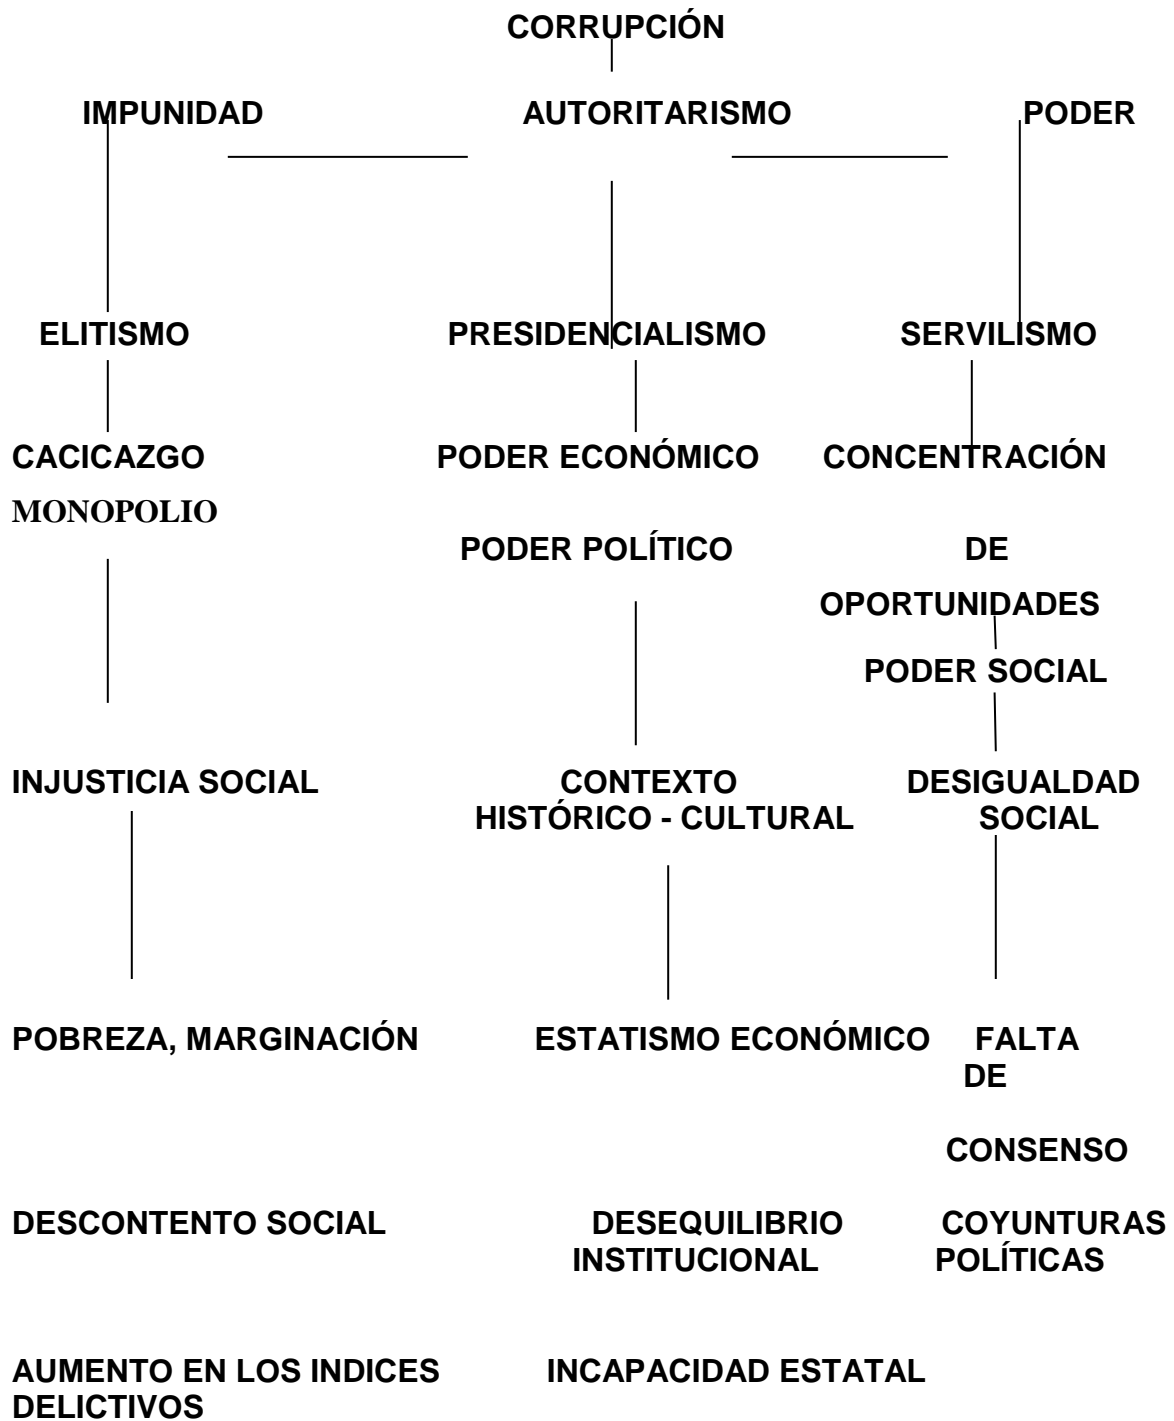 CORRUPCIÓN
IMPUNIDAD AUTORITARISMO PODER
ELITISMO PRESIDENCIALISMO SERVILISMO
CACICAZGO PODER ECONÓMICO CONCENTRACIÓN
MONOPOLIO
PODER POLÍTICO DE
OPORTUNIDADES
PODER SOCIAL
INJUSTICIA SOCIAL CONTEXTO DESIGUALDAD
HISTÓRICO - CULTURAL SOCIAL
POBREZA, MARGINACIÓN ESTATISMO ECONÓMICO FALTA
DE
CONSENSO
DESCONTENTO SOCIAL DESEQUILIBRIO COYUNTURAS
INSTITUCIONAL POLÍTICAS
AUMENTO EN LOS INDICES INCAPACIDAD ESTATAL
DELICTIVOS